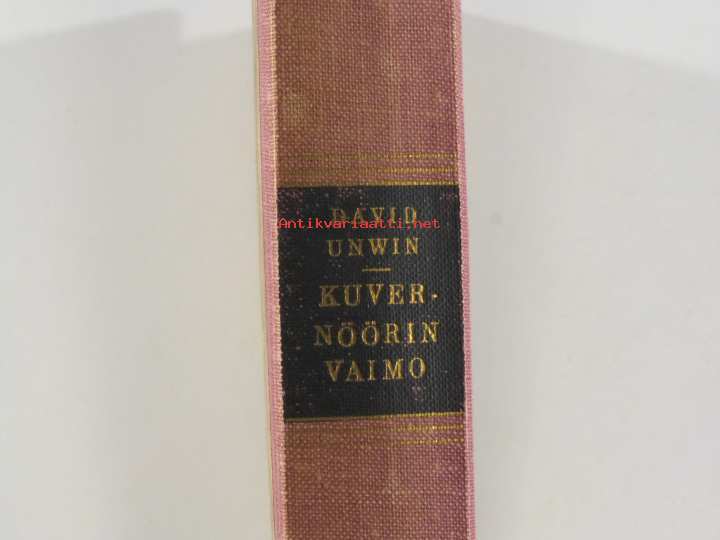 DAVID
Antikvariaatti.net
UNWIN
KUVER-
NÖÖRIN
VAIMO